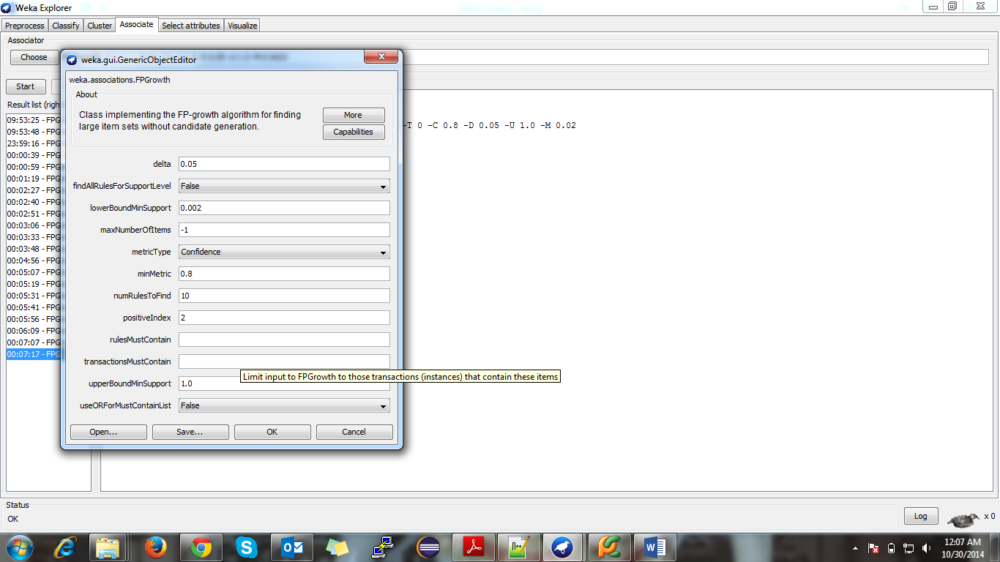 Weka Explorer
Preprocess Classify Cluster Associate Select attributes Visualize
Associator
Choose
weka.gui.GenericObjectEditor
weka.associations.FPGrowth
About
Class implementing the FP-growth algorithm for finding
large item sets without candidate generation.
More
Capabilities
delta 0.05
findAllRulesForSupportLevel False
lowerBoundMinSupport 0.002
maxNumberOfItems -1
metricType Confidence
minMetric 0.8
numRulesToFind 10
positiveIndex 2
rulesMustContain
transactionsMustContain
Limit input to FPGrowth to those transactions (instances) that contain these items
upperBoundMinSupport 1.0
useORForMustContainList False
Open... Save... OK Cancel
Start
Result list (righ
09:53:25 - FPG
09:53:48 - FPG
23:59:16 - FPG
00:00:39 - FPG
00:00:59 - FPG
00:01:19 - FPG
00:02:27 - FPG
00:02:40 - FPG
00:02:51 - FPG
00:03:06 - FPG
00:03:33 - FPG
00:03:48 - FPG
00:04:56 - FPG
00:05:07 - FPG
00:05:19 - FPG
00:05:31 - FPG
00:05:41 - FPG
00:05:56 - FPG
00:06:09 - FPG
00:07:07 - FPG
00:07:17 - FPG
-T 0 -C 0.8 -D 0.05 -U 1.0 -M 0.02
Status
OK
Log
x 0
12:07 AM
10/30/2014